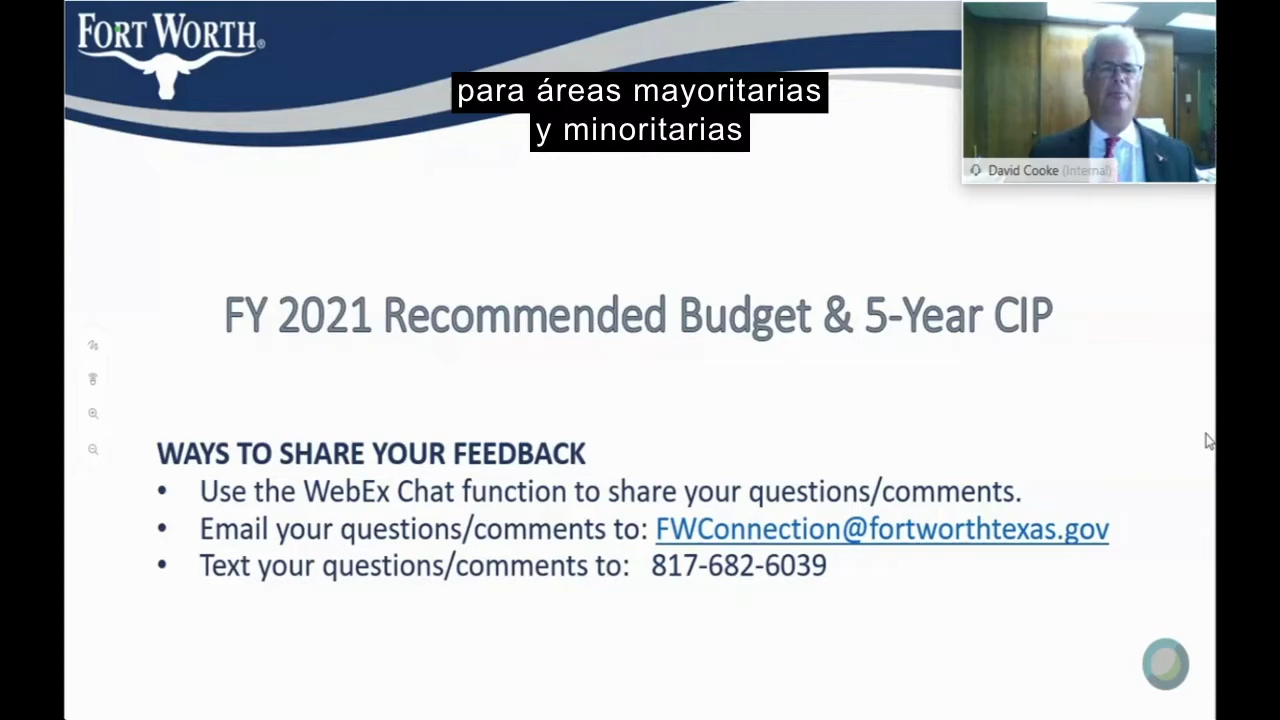 FORT WORTH®
para áreas mayoritarias
y minoritarias
David Cooke (Internal)
FY 2021 Recommended Budget & 5-Year CIP
WAYS TO SHARE YOUR FEEDBACK
• Use the WebEx Chat function to share your questions/comments.
• Email your questions/comments to: FWConnection@fortworthtexas.gov
• Text your questions/comments to: 817-682-6039